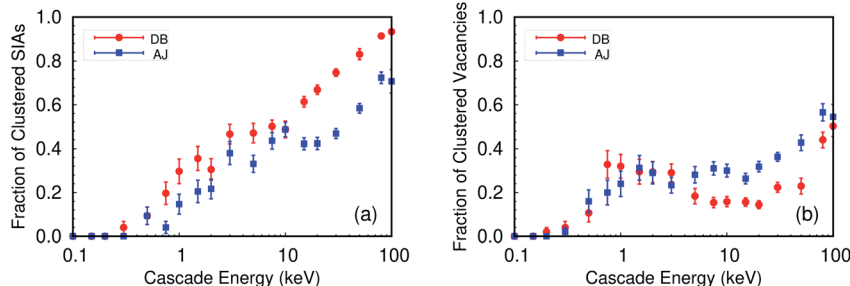 Fraction of Clustered SIAs
1.0
0.8
0.6
0.4
0.2
0.0
DB
AJ
(a)
0.1
1
10
100
Cascade Energy (keV)
Fraction of Clustered Vacancies
1.0
0.8
0.6
0.4
0.2
0.0
DB
AJ
(b)
0.1
1
10
100
Cascade Energy (keV)